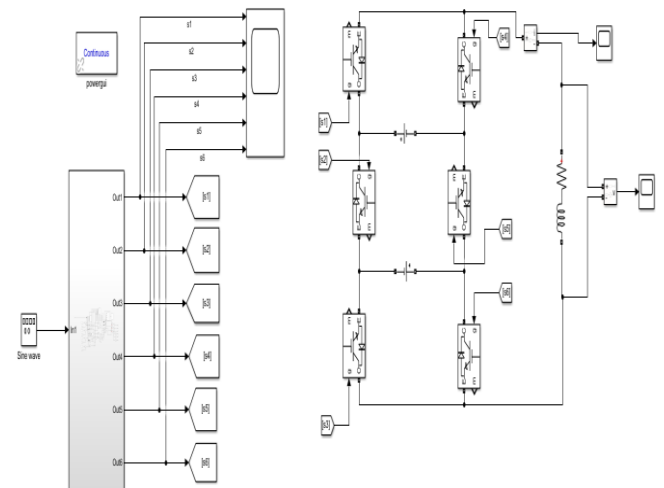 s1
Continuous
powergui
s2
s3
s4
s5
s6
Out1
[s1]
Out2
[s2]
Out3
[s3]
In1
Sine wave
Out4
[s4]
Out5
[s5]
Out6
[s6]
[s4]
[s1]
[s2]
[s5]
[s6]
[s3]